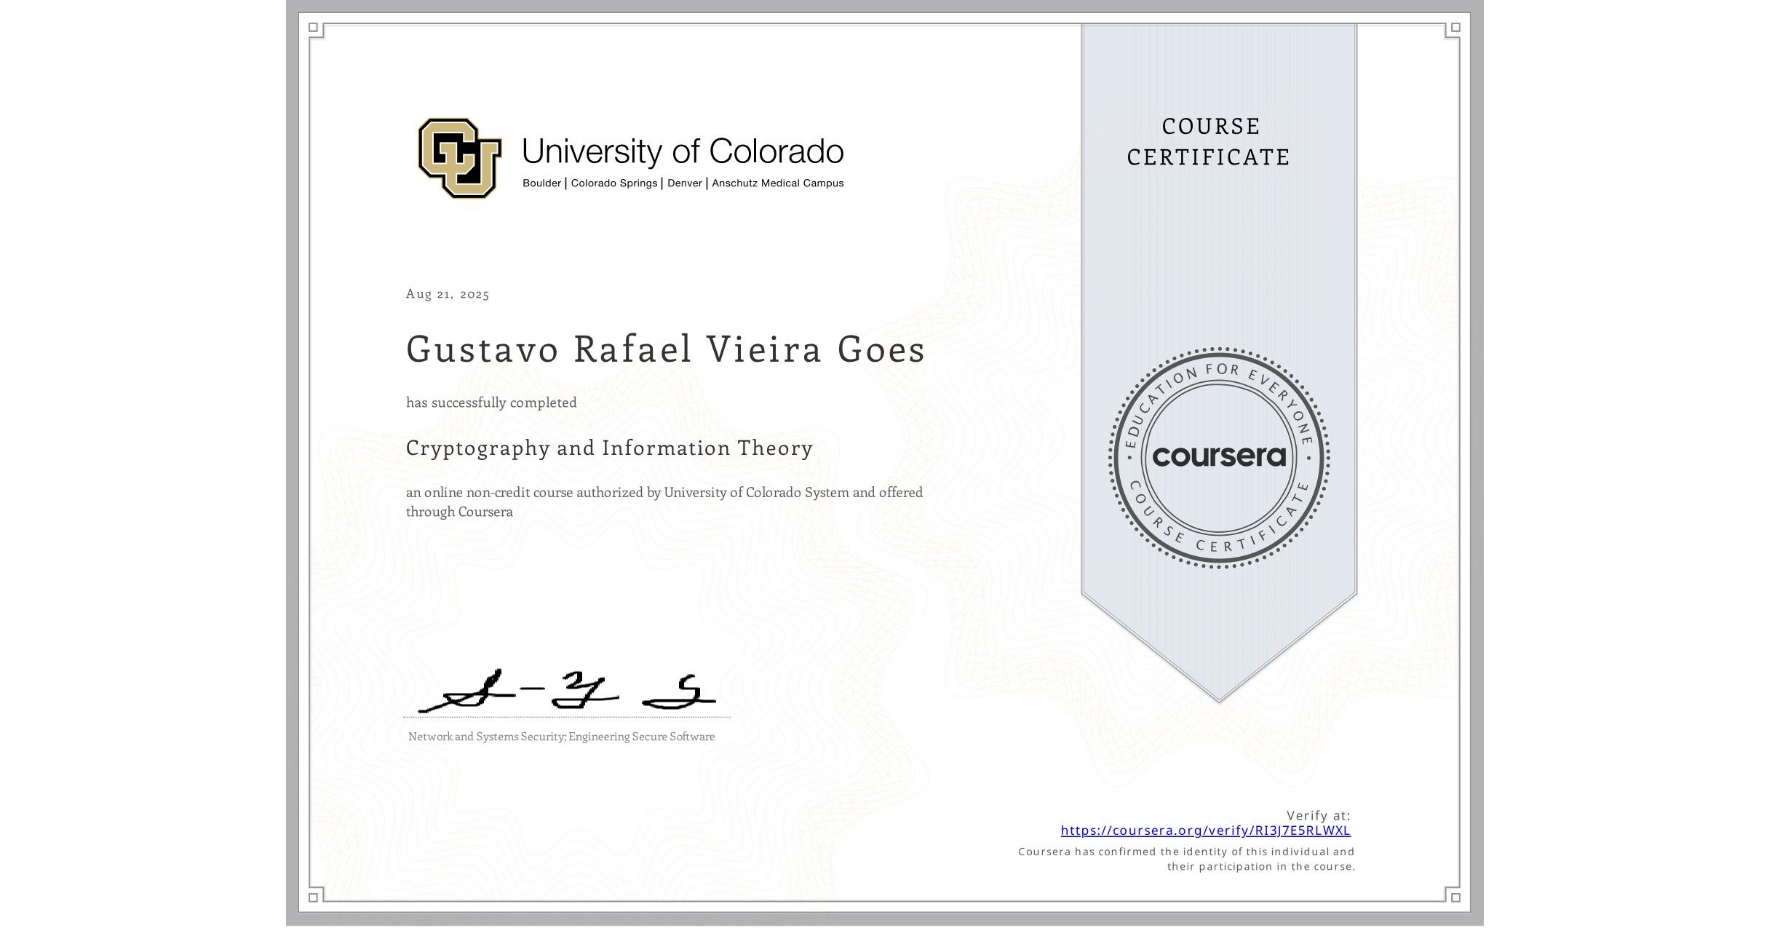 CU
University of Colorado
Boulder | Colorado Springs | Denver | Anschutz Medical Campus
COURSE
CERTIFICATE
Aug 21, 2025
Gustavo Rafael Vieira Goes
has successfully completed
Cryptography and Information Theory
an online non-credit course authorized by University of Colorado System and offered
through Coursera
EDUCATION FOR EVERYONE
coursera
COURSE CERTIFICATE
Network and Systems Security; Engineering Secure Software
Verify at:
https://coursera.org/verify/RI3J7E5RLWXL
Coursera has confirmed the identity of this individual and
their participation in the course.